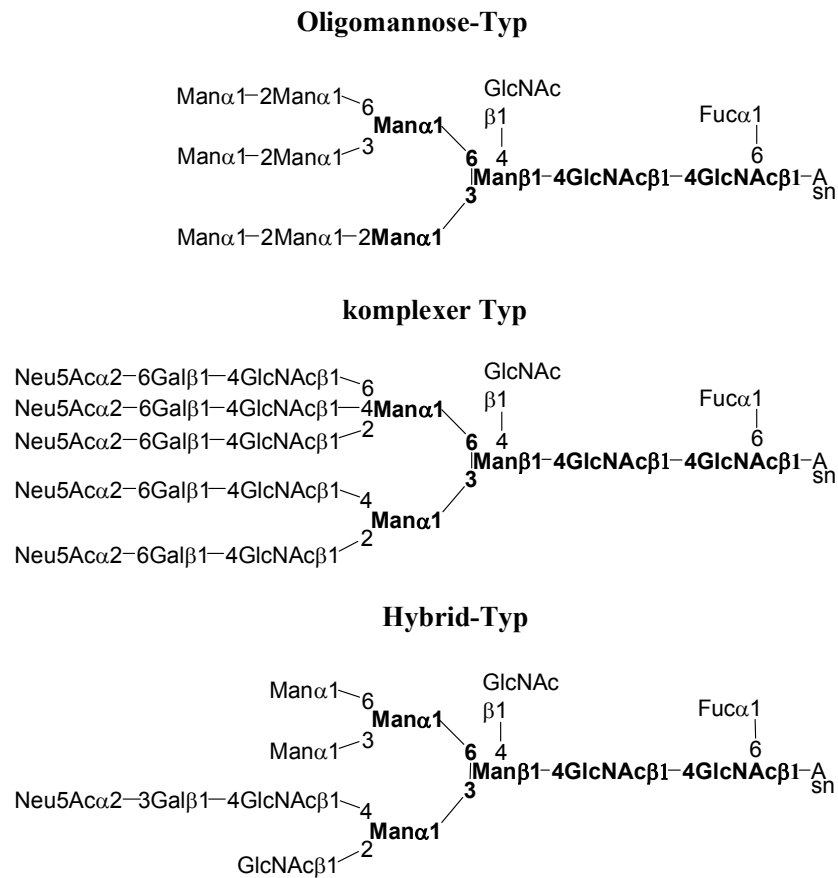 Oligomannose-Typ
GlcNAc
Manα1–2Manα1 6 β1 Fucα1
Manα1
Manα1–2Manα1 3 6 4 6
Manβ1–4GlcNAcβ1–4GlcNAcβ1–Asn
3
Manα1–2Manα1–2Manα1
komplexer Typ
GlcNAc
Neu5Acα2–6Galβ1–4GlcNAcβ1 6 β1 Fucα1
Neu5Acα2–6Galβ1–4GlcNAcβ1–4Manα1
Neu5Acα2–6Galβ1–4GlcNAcβ1 2 6 4 6
Manβ1–4GlcNAcβ1–4GlcNAcβ1–Asn
3
Neu5Acα2–6Galβ1–4GlcNAcβ1 4
Manα1
Neu5Acα2–6Galβ1–4GlcNAcβ1 2
Hybrid-Typ
GlcNAc
Manα1 6 β1 Fucα1
Manα1
Manα1 3 6 4 6
Manβ1–4GlcNAcβ1–4GlcNAcβ1–Asn
3
Neu5Acα2–3Galβ1–4GlcNAcβ1 4
Manα1
GlcNAcβ1 2